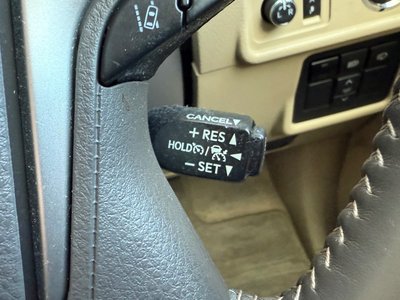 CANCEL▼
+ RES ▲
HOLD / ◀
− SET ▼